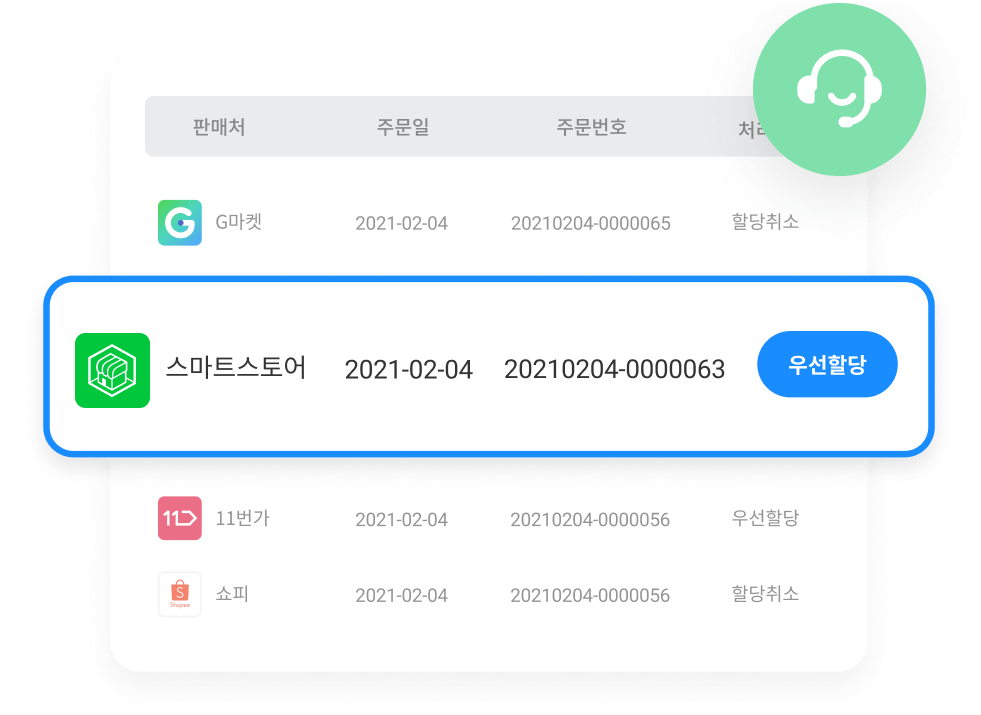 판매처 주문일 주문번호 처리
G마켓 2021-02-04 20210204-0000065 할당취소
스마트스토어 2021-02-04 20210204-0000063 우선할당
11 11번가 2021-02-04 20210204-0000056 우선할당
S Shopee 쇼피 2021-02-04 20210204-0000056 할당취소